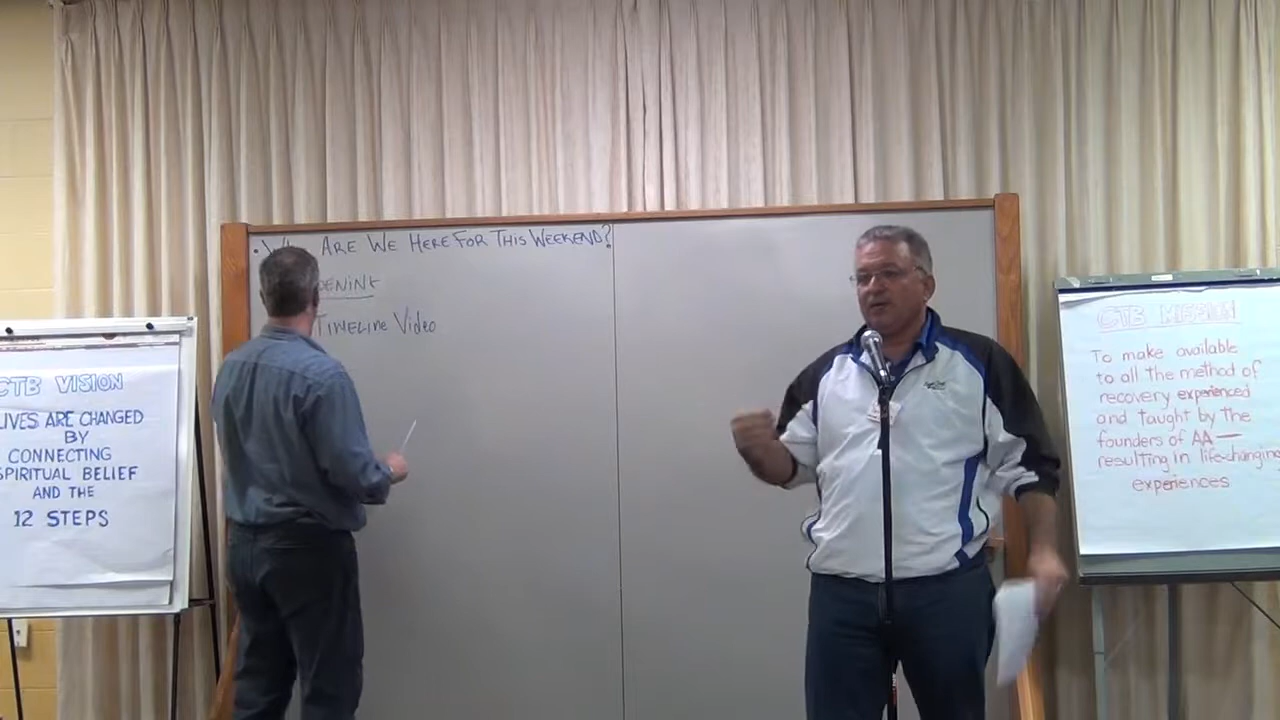 CTB VISION
LIVES ARE CHANGED
BY
CONNECTING
SPIRITUAL BELIEF
AND THE
12 STEPS
ARE WE HERE FOR THIS WEEKEND?
TIMELINE VIDEO
CTB MISSION
To make available
to all the method of
recovery experienced
and taught by the
founders of AA—
resulting in life-changing
experiences